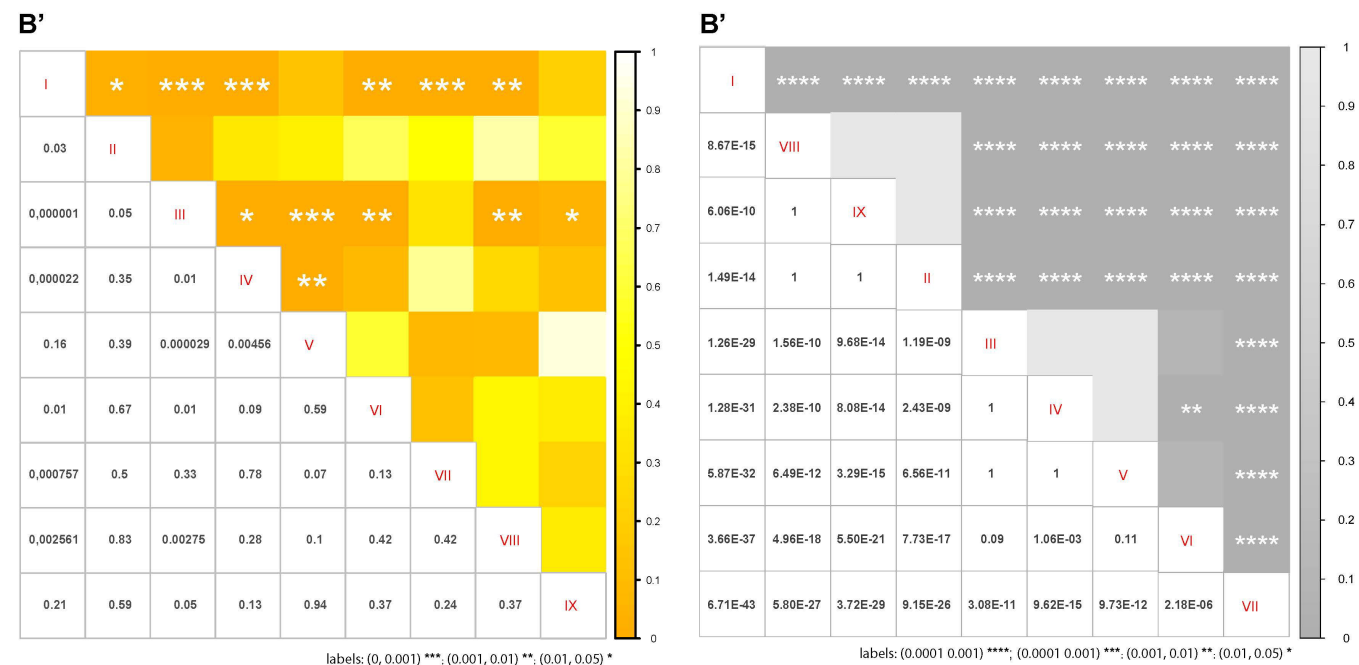 B’ B’
1 1
I * *** *** ** *** ** I **** **** **** **** **** **** **** ****
0.9 0.9
0.03 II 8.67E-15 VIII **** **** **** **** ****
0.8 0.8
0,000001 0.05 III * *** ** ** * 6.06E-10 1 IX **** **** **** **** ****
0.7 0.7
0,000022 0.35 0.01 IV ** 1.49E-14 1 1 II **** **** **** **** ****
0.6 0.6
0.16 0.39 0.000029 0.00456 V 0.5 1.26E-29 1.56E-10 9.68E-14 1.19E-09 III **** 0.5
0.01 0.67 0.01 0.09 0.59 VI 0.4 1.28E-31 2.38E-10 8.08E-14 2.43E-09 1 IV ** **** 0.4
0,000757 0.5 0.33 0.78 0.07 0.13 VII 0.3 5.87E-32 6.49E-12 3.29E-15 6.56E-11 1 1 V **** 0.3
0.2 0.2
0,002561 0.83 0.00275 0.28 0.1 0.42 0.42 VIII 3.66E-37 4.96E-18 5.50E-21 7.73E-17 0.09 1.06E-03 0.11 VI ****
0.1 0.1
0.21 0.59 0.05 0.13 0.94 0.37 0.24 0.37 IX 6.71E-43 5.80E-27 3.72E-29 9.15E-26 3.08E-11 9.62E-15 9.73E-12 2.18E-06 VII
0 0
labels: (0, 0.001) ***; (0.001, 0.01) **; (0.01, 0.05) * labels: (0.0001 0.001) ****; (0.0001 0.001) ***; (0.001, 0.01) **; (0.01, 0.05) *